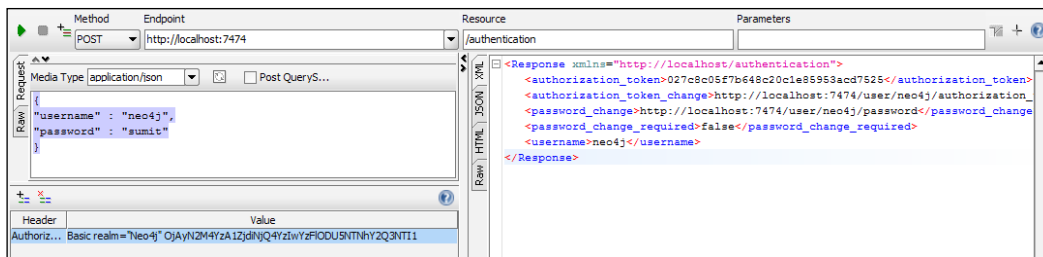 Method Endpoint Resource Parameters
POST http://localhost:7474 /authentication
Request
Raw
Media Type application/json Post QueryS...
{
"username" : "neo4j",
"password" : "sumit"
}
Header Value
Authoriz... Basic realm="Neo4j" OjAyN2M4YzA1ZjdiNjQ4YzIwYzFlODU5NTNhY2Q3NTI1
XML
JSON
HTML
Raw
<Response xmlns="http://localhost/authentication">
<authorization_token>027c8c05f7b648c20c1e85953acd7525</authorization_token>
<authorization_token_change>http://localhost:7474/user/neo4j/authorization_
<password_change>http://localhost:7474/user/neo4j/password</password_change
<password_change_required>false</password_change_required>
<username>neo4j</username>
</Response>